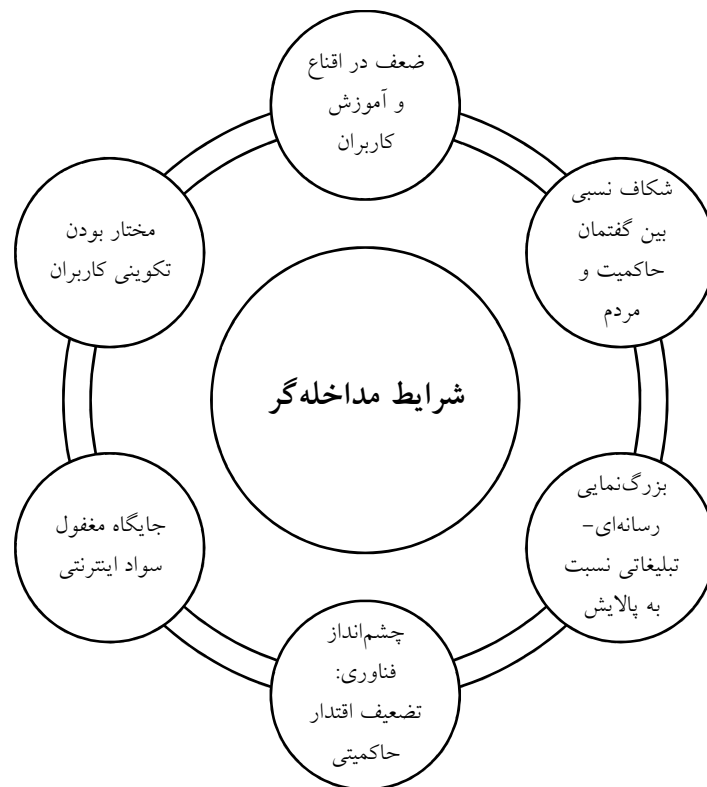 ضعف در اقناع
و آموزش
کاربران
شکاف نسبی
بین گفتمان
حاکمیت و
مردم
بزرگ‌نمایی
رسانه‌ای-
تبلیغاتی نسبت
به پالایش
چشم‌انداز
فناوری:
تضعیف اقتدار
حاکمیتی
جایگاه مغفول
سواد اینترنتی
مختار بودن
تکوینی کاربران
شرایط مداخله‌گر